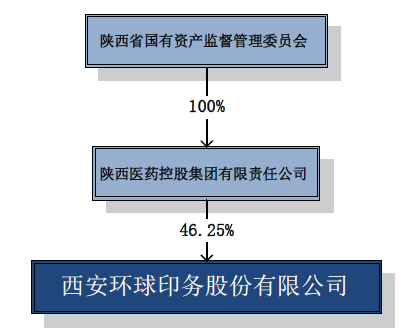 陕西省国有资产监督管理委员会
100%
陕西医药控股集团有限责任公司
46.25%
西安环球印务股份有限公司